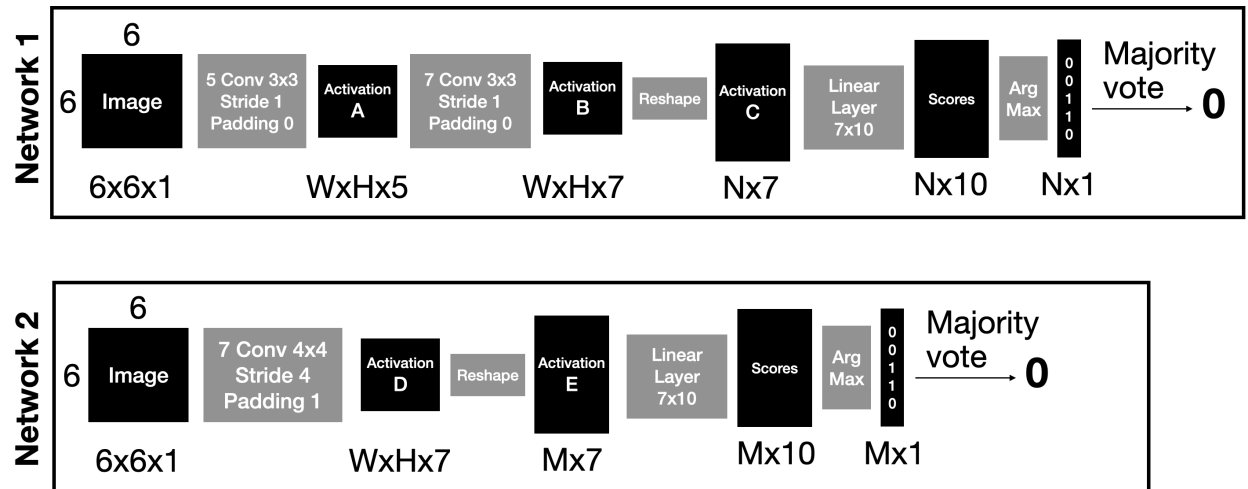 Network 1
6
6
Image
5 Conv 3x3
Stride 1
Padding 0
Activation
A
7 Conv 3x3
Stride 1
Padding 0
Activation
B
Reshape
Activation
C
Linear
Layer
7x10
Scores
Arg
Max
0
0
1
1
0
Majority
vote
0
6x6x1
WxHx5
WxHx7
Nx7
Nx10
Nx1
Network 2
6
6
Image
7 Conv 4x4
Stride 4
Padding 1
Activation
D
Reshape
Activation
E
Linear
Layer
7x10
Scores
Arg
Max
0
0
1
1
0
Majority
vote
0
6x6x1
WxHx7
Mx7
Mx10
Mx1